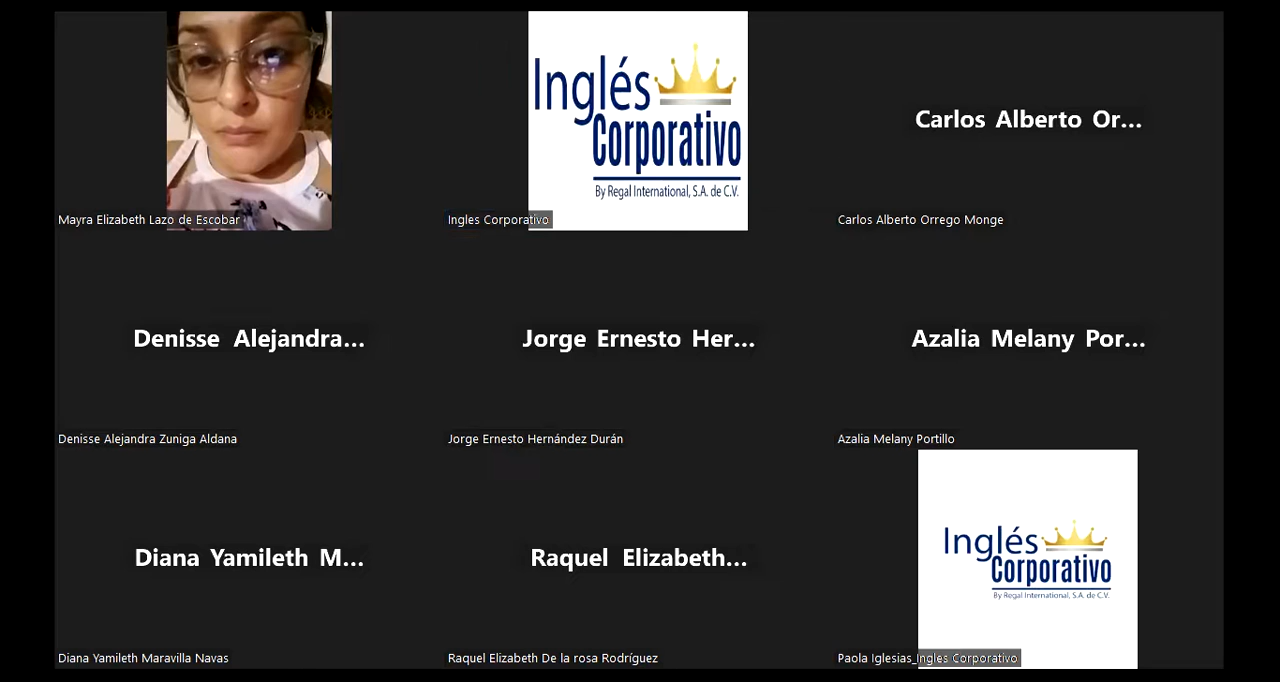 Inglés
Corporativo
By Regal International, S.A. de C.V.
Carlos Alberto Or...
Mayra Elizabeth Lazo de Escobar
Ingles Corporativo
Carlos Alberto Orrego Monge
Denisse Alejandra...
Jorge Ernesto Her...
Azalia Melany Por...
Denisse Alejandra Zuniga Aldana
Jorge Ernesto Hernández Durán
Azalia Melany Portillo
Diana Yamileth M...
Raquel Elizabeth...
Inglés
Corporativo
By Regal International, S.A. de C.V.
Diana Yamileth Maravilla Navas
Raquel Elizabeth De la rosa Rodríguez
Paola Iglesias_Ingles Corporativo